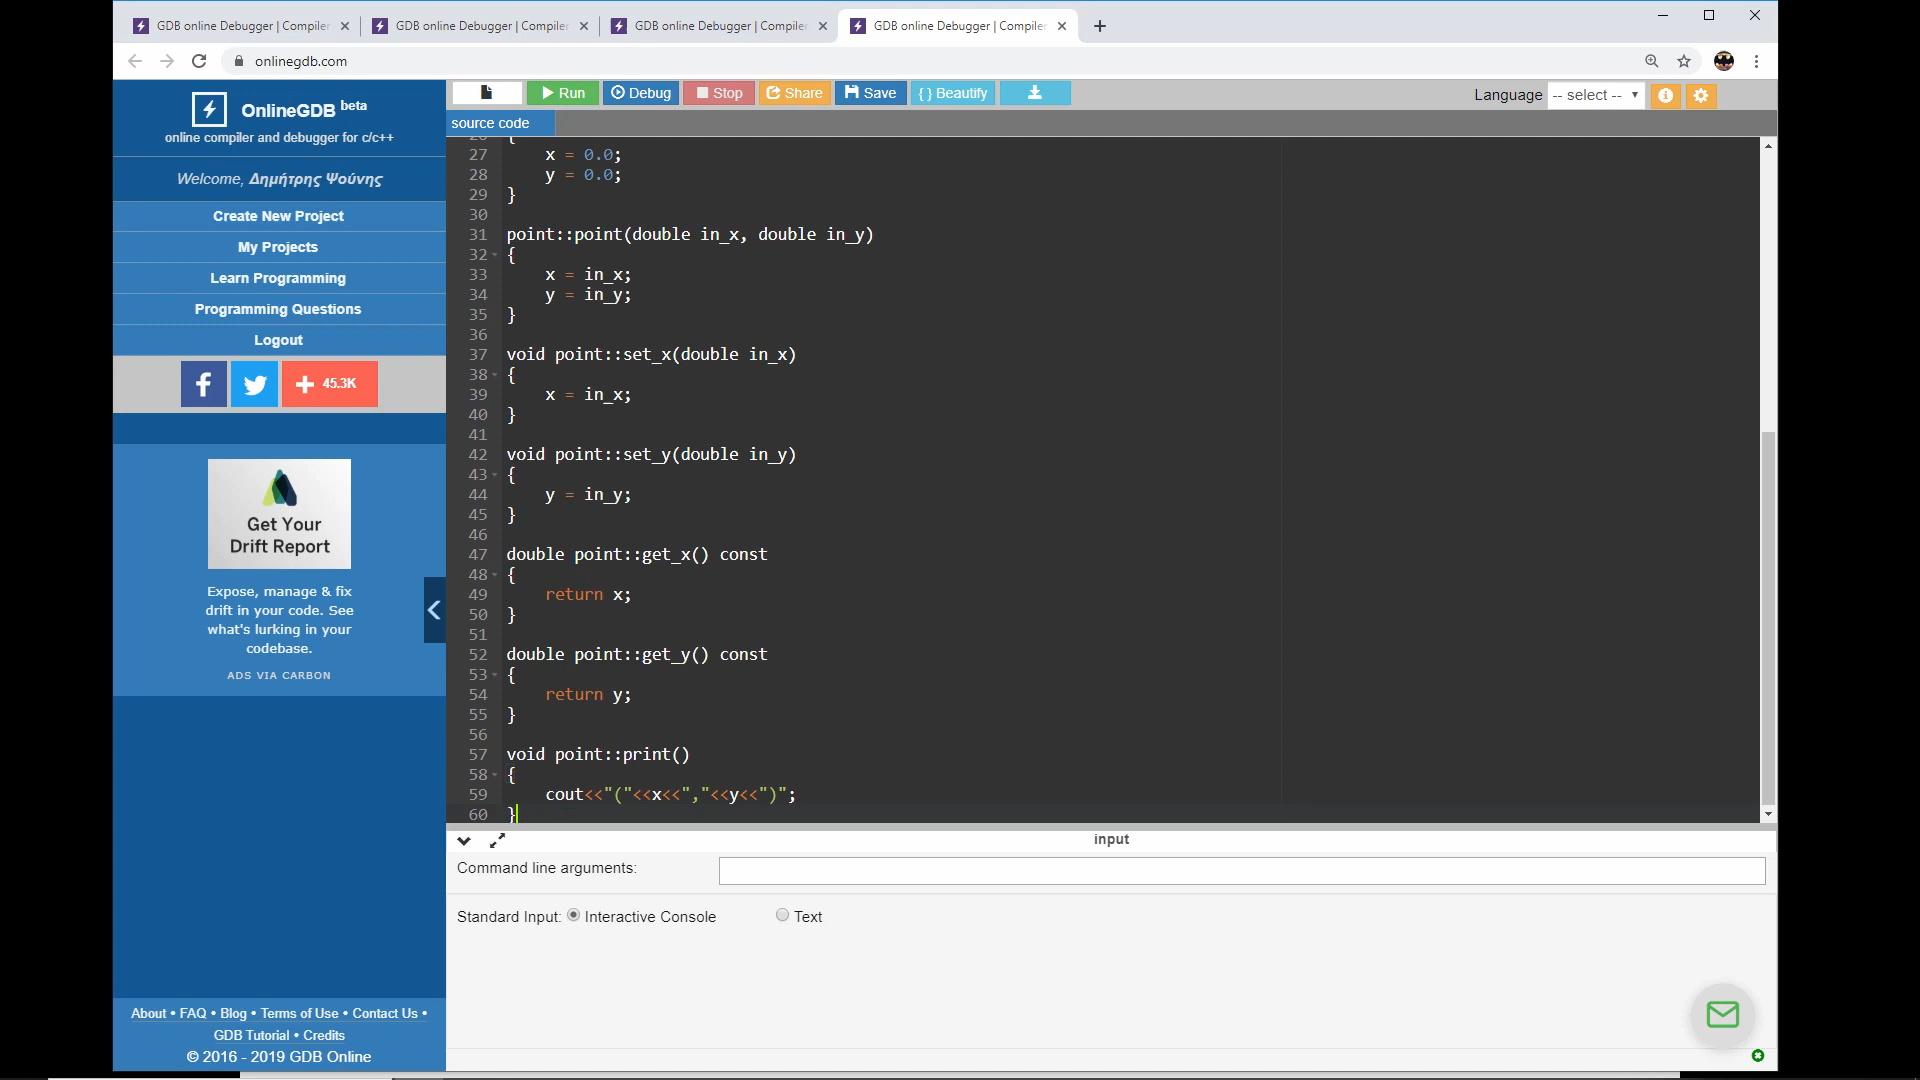 GDB online Debugger | Compiler
GDB online Debugger | Compiler
GDB online Debugger | Compiler
GDB online Debugger | Compiler
onlinegdb.com
OnlineGDB beta
online compiler and debugger for c/c++
Welcome, Δημήτρης Ψούνης
Create New Project
My Projects
Learn Programming
Programming Questions
Logout
45.3K
Get Your
Drift Report
Expose, manage & fix
drift in your code. See
what's lurking in your
codebase.
ADS VIA CARBON
About • FAQ • Blog • Terms of Use • Contact Us •
GDB Tutorial • Credits
© 2016 - 2019 GDB Online
Run Debug Stop Share Save { } Beautify
Language -- select --
source code
26 {
27     x = 0.0;
28     y = 0.0;
29 }
30
31 point::point(double in_x, double in_y)
32 {
33     x = in_x;
34     y = in_y;
35 }
36
37 void point::set_x(double in_x)
38 {
39     x = in_x;
40 }
41
42 void point::set_y(double in_y)
43 {
44     y = in_y;
45 }
46
47 double point::get_x() const
48 {
49     return x;
50 }
51
52 double point::get_y() const
53 {
54     return y;
55 }
56
57 void point::print()
58 {
59     cout<<"("<<x<<","<<y<<")";
60 }
input
Command line arguments:
Standard Input: Interactive Console Text